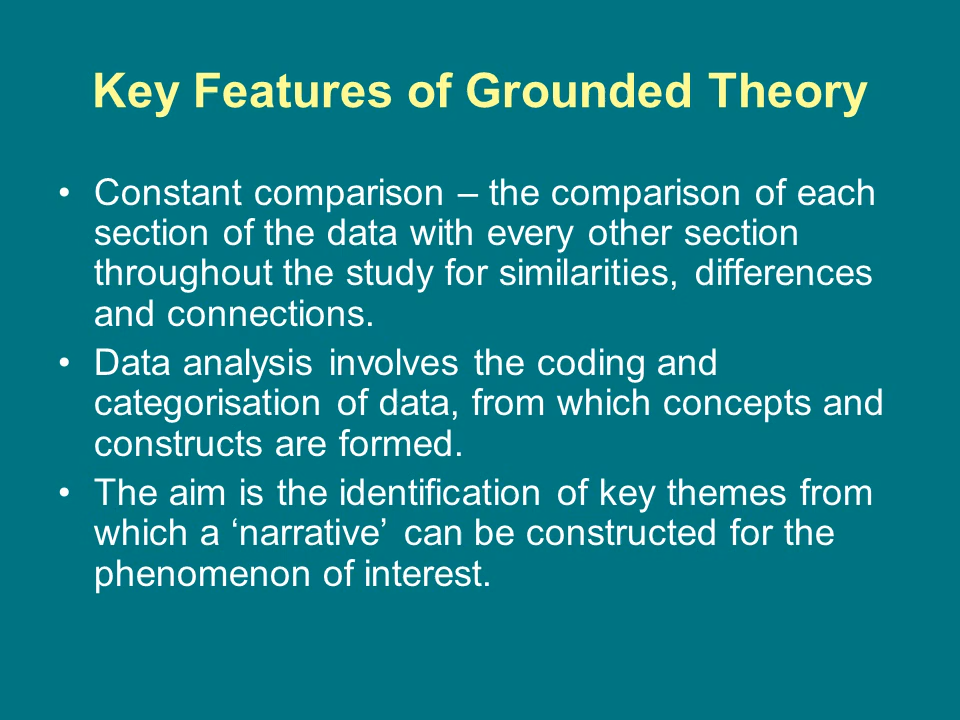 Key Features of Grounded Theory
• Constant comparison – the comparison of each
section of the data with every other section
throughout the study for similarities, differences
and connections.
• Data analysis involves the coding and
categorisation of data, from which concepts and
constructs are formed.
• The aim is the identification of key themes from
which a ‘narrative’ can be constructed for the
phenomenon of interest.